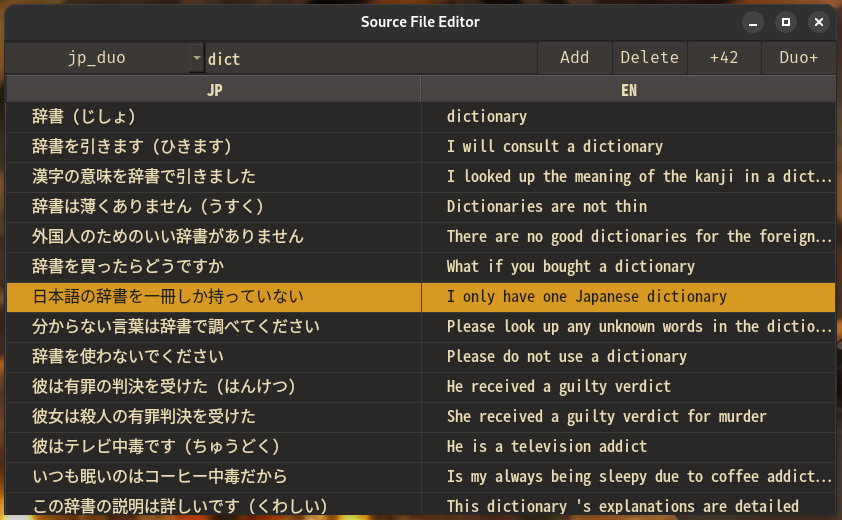 Source File Editor
jp_duo dict Add Delete +42 Duo+
JP EN
辞書（じしょ） dictionary
辞書を引きます（ひきます） I will consult a dictionary
漢字の意味を辞書で引きました I looked up the meaning of the kanji in a dict...
辞書は薄くありません（うすく） Dictionaries are not thin
外国人のためのいい辞書がありません There are no good dictionaries for the foreign...
辞書を買ったらどうですか What if you bought a dictionary
日本語の辞書を一冊しか持っていない I only have one Japanese dictionary
分からない言葉は辞書で調べてください Please look up any unknown words in the dictio...
辞書を使わないでください Please do not use a dictionary
彼は有罪の判決を受けた（はんけつ） He received a guilty verdict
彼女は殺人の有罪判決を受けた She received a guilty verdict for murder
彼はテレビ中毒です（ちゅうどく） He is a television addict
いつも眠いのはコーヒー中毒だから Is my always being sleepy due to coffee addict...
この辞書の説明は詳しいです（くわしい） This dictionary 's explanations are detailed